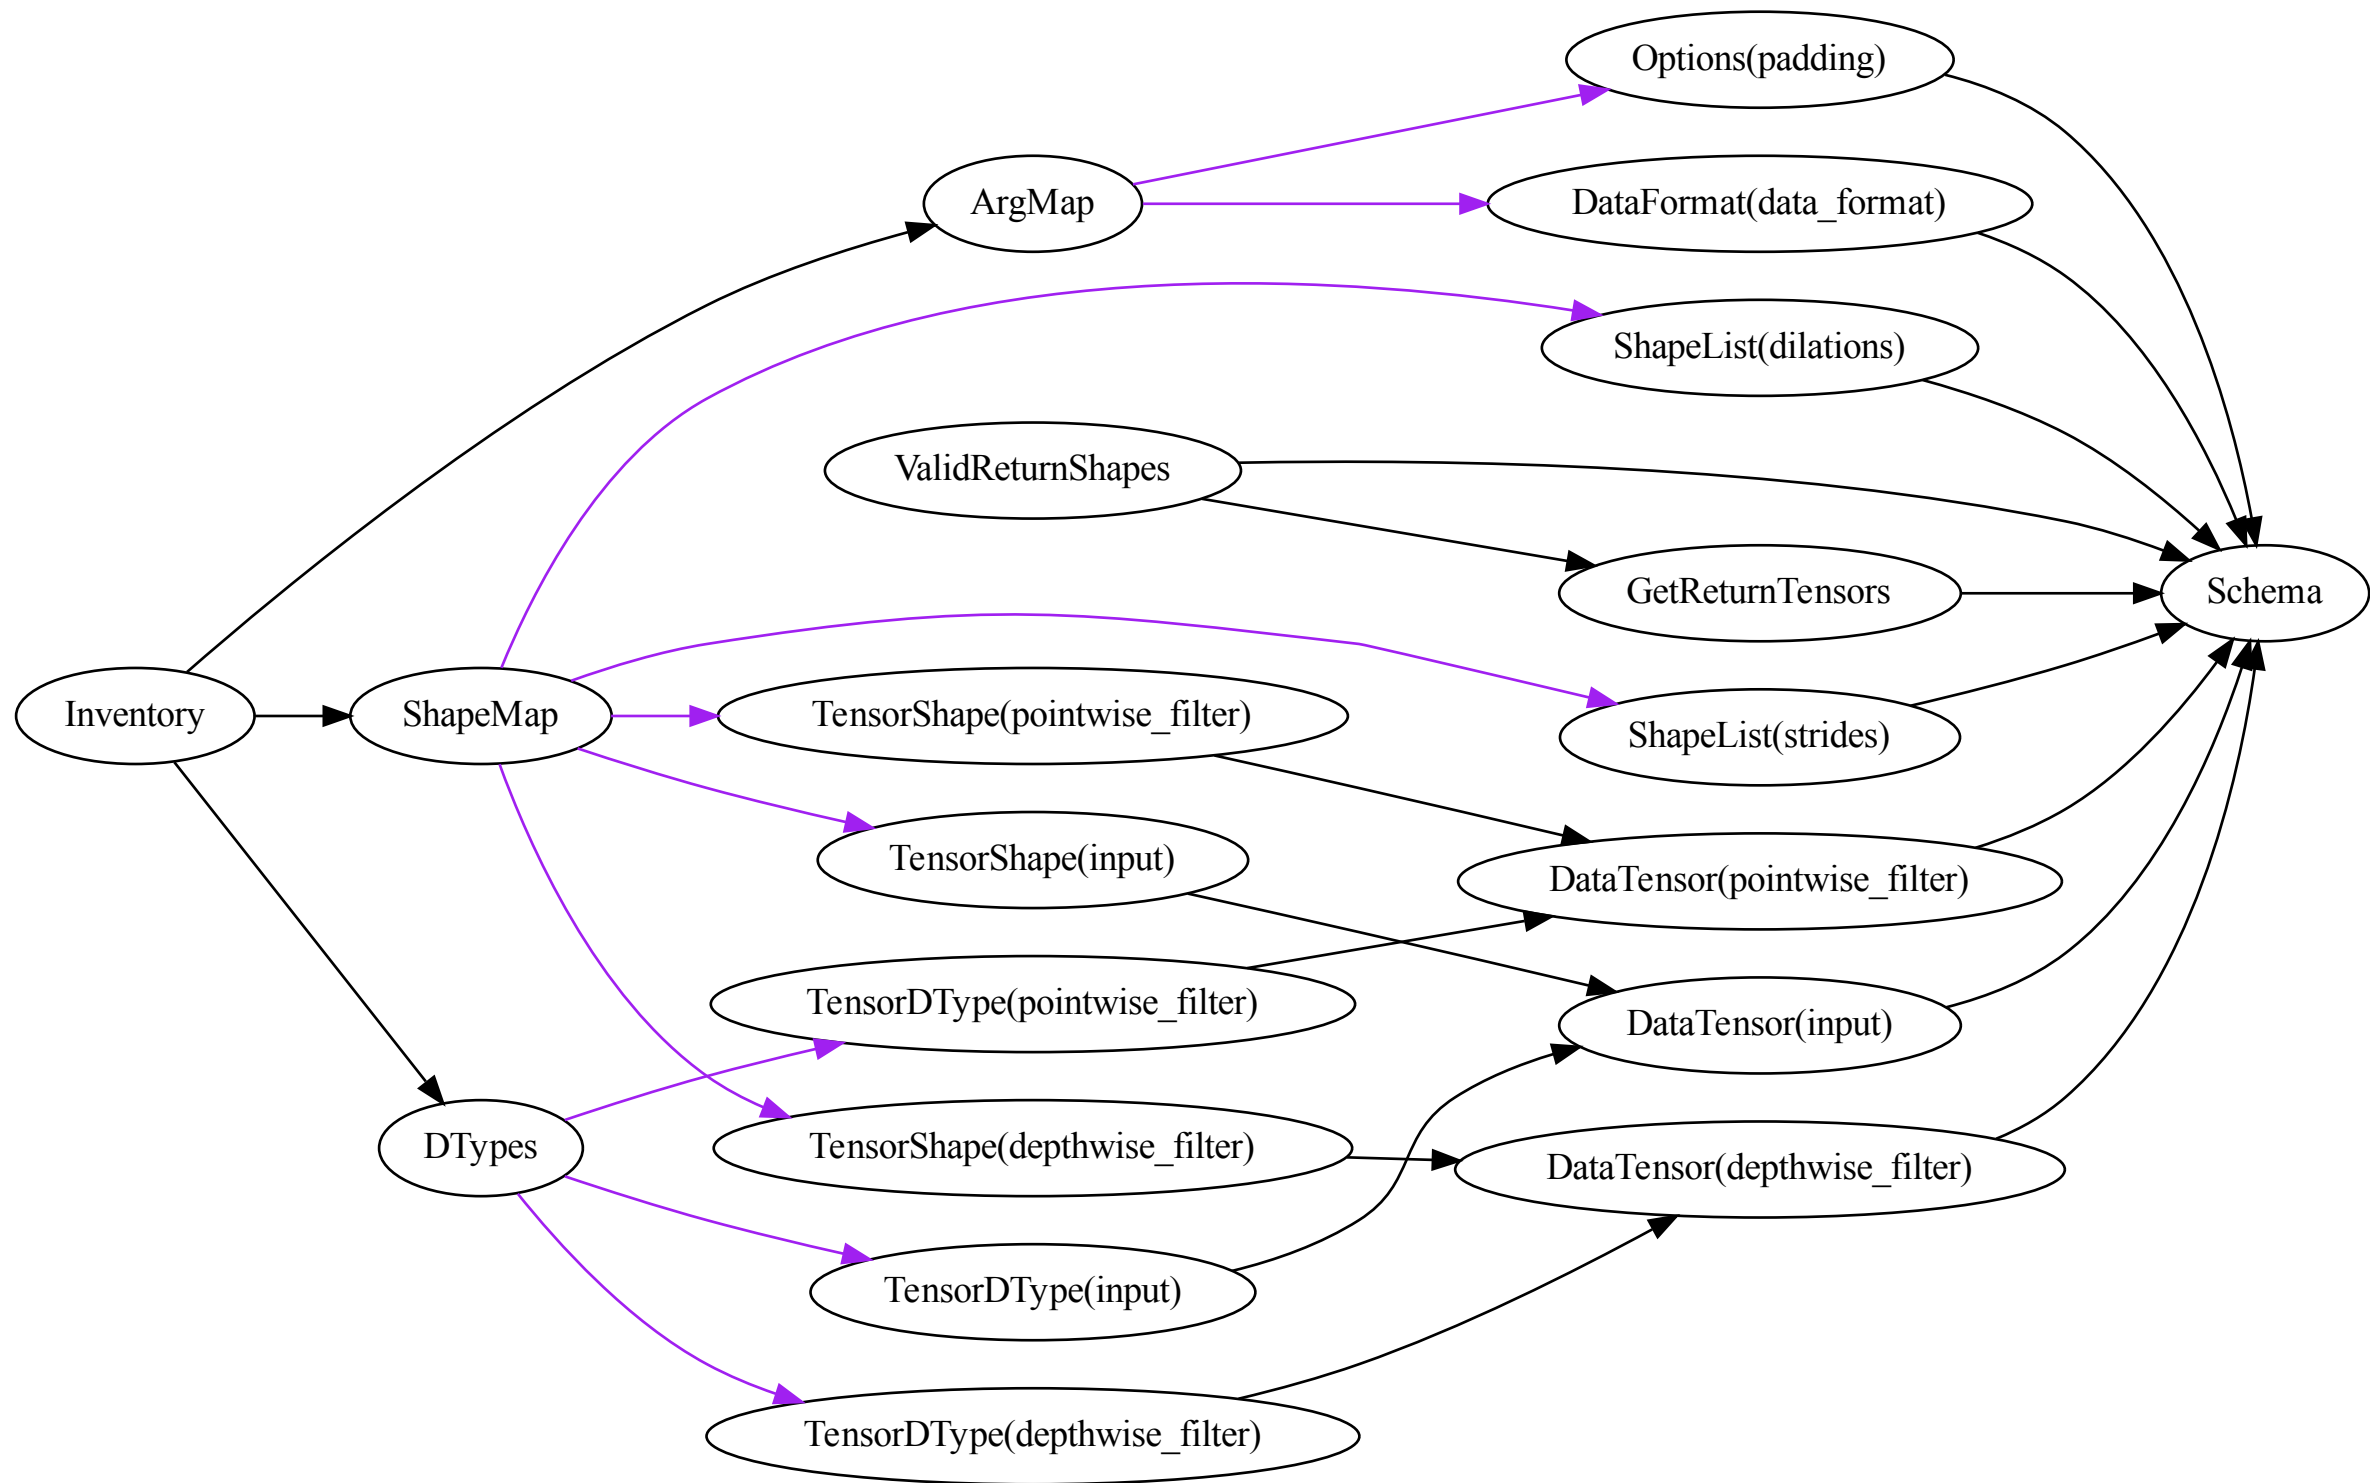 Options(padding)
ArgMap
DataFormat(data_format)
ShapeList(dilations)
ValidReturnShapes
GetReturnTensors
Schema
Inventory
ShapeMap
TensorShape(pointwise_filter)
ShapeList(strides)
TensorShape(input)
DataTensor(pointwise_filter)
TensorDType(pointwise_filter)
DataTensor(input)
DTypes
TensorShape(depthwise_filter)
DataTensor(depthwise_filter)
TensorDType(input)
TensorDType(depthwise_filter)